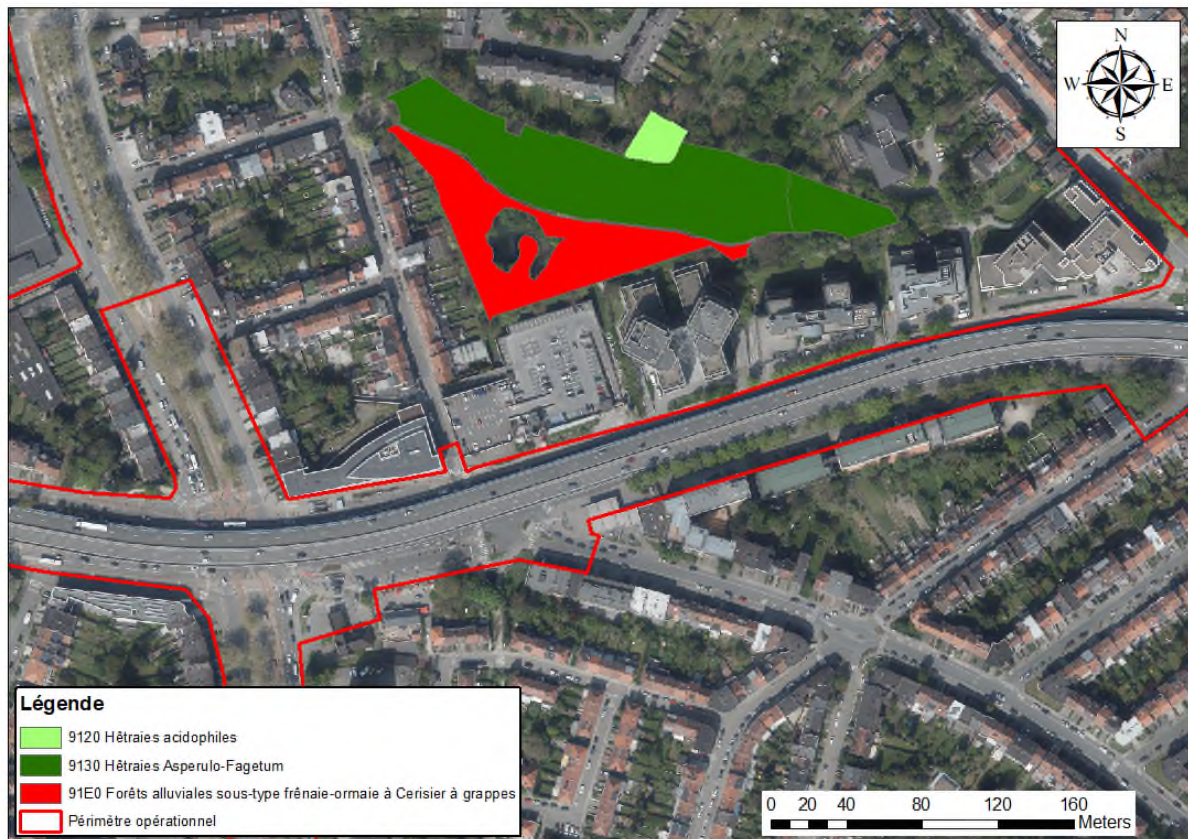 N
W E
S
Légende
9120 Hêtraies acidophiles
9130 Hêtraies Asperulo-Fagetum
91E0 Forêts alluviales sous-type frênaie-ormaie à Cerisier à grappes
Périmètre opérationnel
0 20 40 80 120 160
Meters